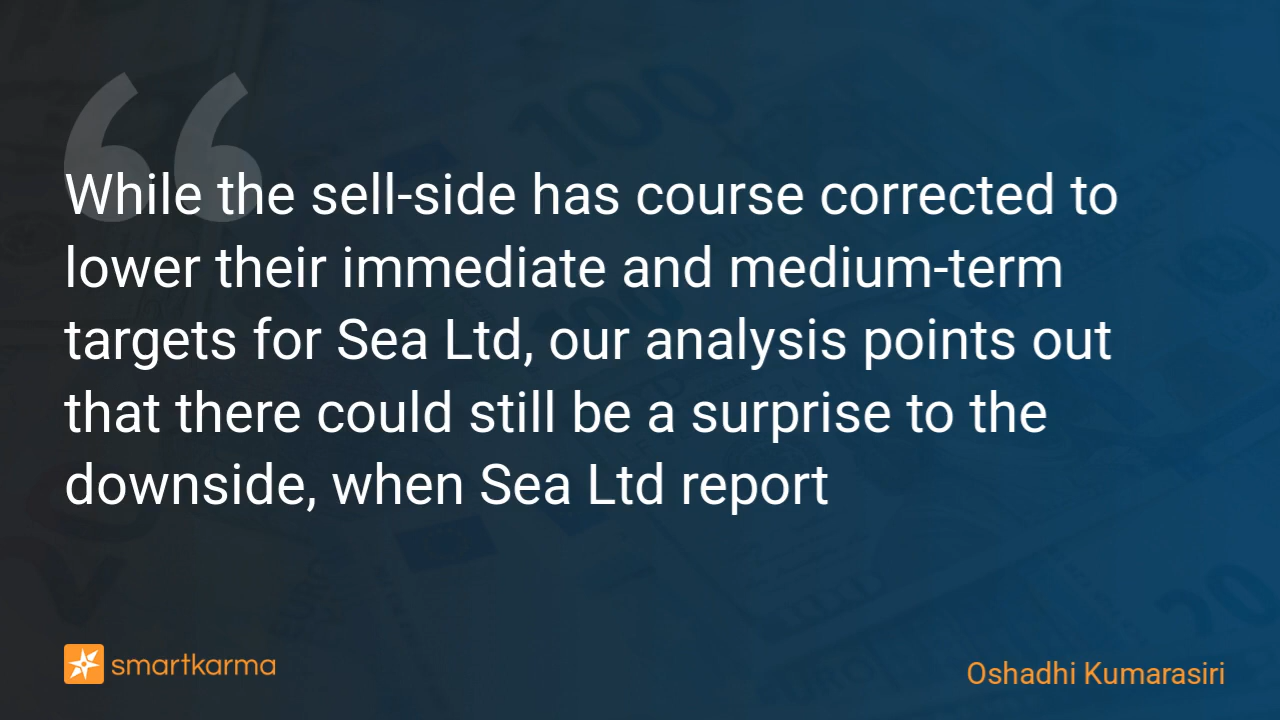 While the sell-side has course corrected to
lower their immediate and medium-term
targets for Sea Ltd, our analysis points out
that there could still be a surprise to the
downside, when Sea Ltd report
smartkarma
Oshadhi Kumarasiri